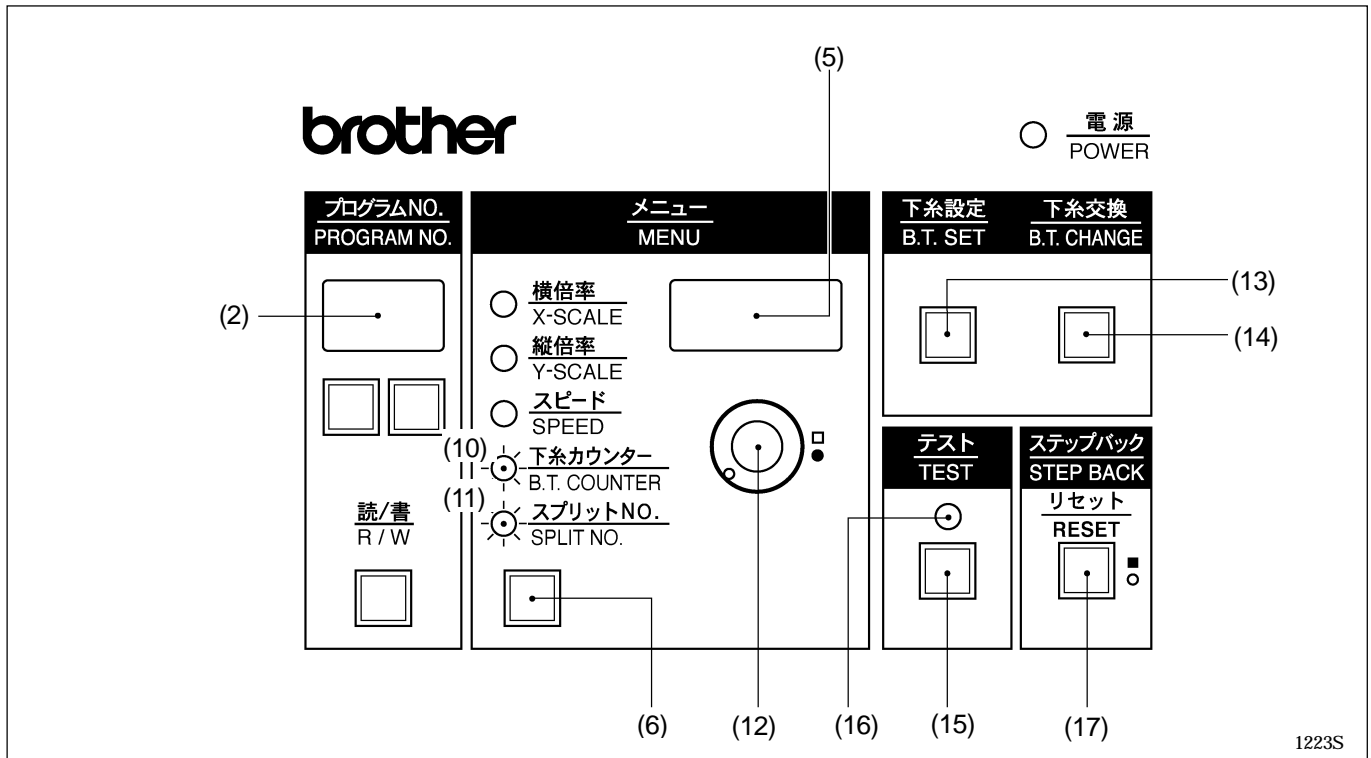 (5)
brother
電源
POWER
プログラムNO.
PROGRAM NO.
メニュー
MENU
下糸設定
B.T. SET
下糸交換
B.T. CHANGE
(2)
横倍率
X-SCALE
縦倍率
Y-SCALE
スピード
SPEED
(10)
下糸カウンター
B.T. COUNTER
(11)
スプリットNO.
SPLIT NO.
読/書
R / W
(13)
(14)
テスト
TEST
ステップバック
STEP BACK
リセット
RESET
(6)
(12)
(16)
(15)
(17)
1223S